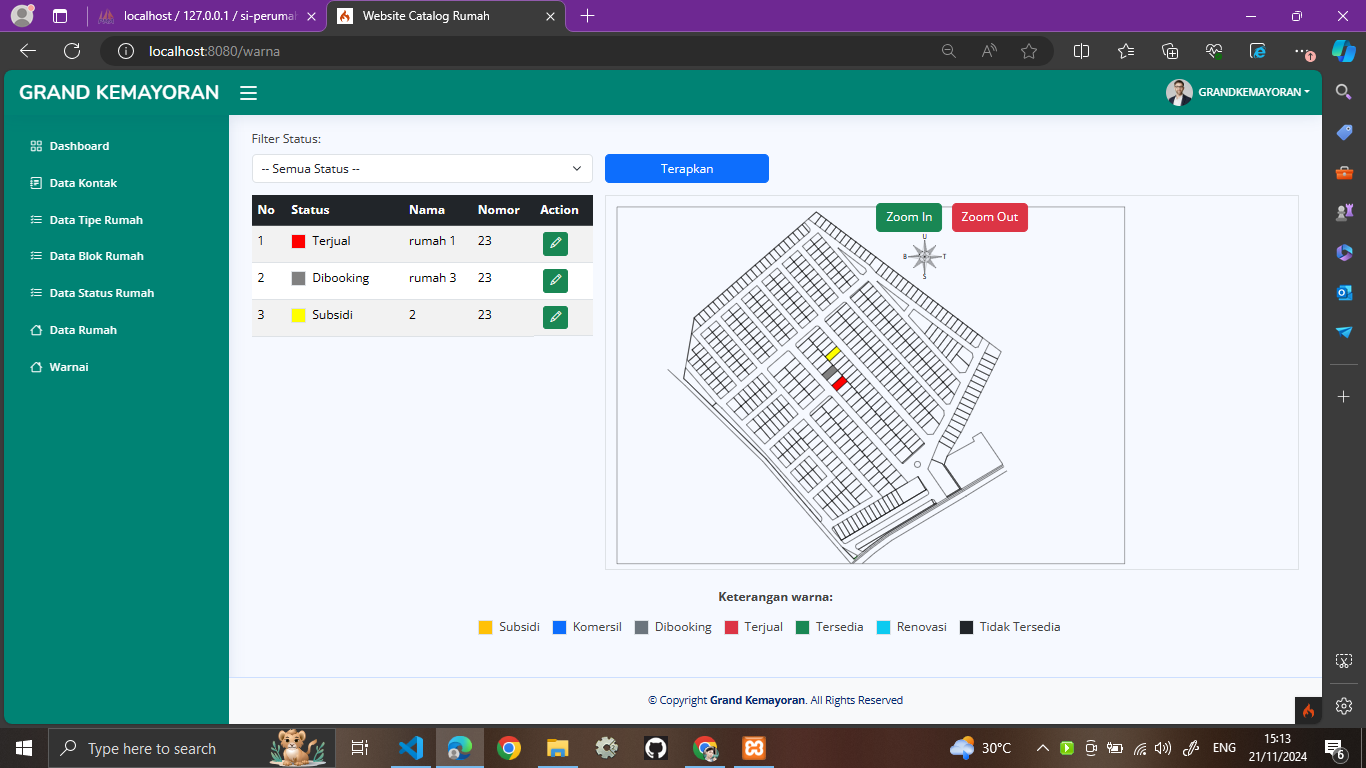 localhost / 127.0.0.1 / si-perumah
Website Catalog Rumah
localhost:8080/warna
GRAND KEMAYORAN
GRANDKEMAYORAN
Dashboard
Data Kontak
Data Tipe Rumah
Data Blok Rumah
Data Status Rumah
Data Rumah
Warnai
Filter Status:
-- Semua Status --
Terapkan
No Status Nama Nomor Action
1 Terjual rumah 1 23
2 Dibooking rumah 3 23
3 Subsidi 2 23
Zoom In Zoom Out
U
B T
S
Keterangan warna:
Subsidi Komersil Dibooking Terjual Tersedia Renovasi Tidak Tersedia
© Copyright Grand Kemayoran. All Rights Reserved
Type here to search
30°C
ENG
15:13
21/11/2024
6